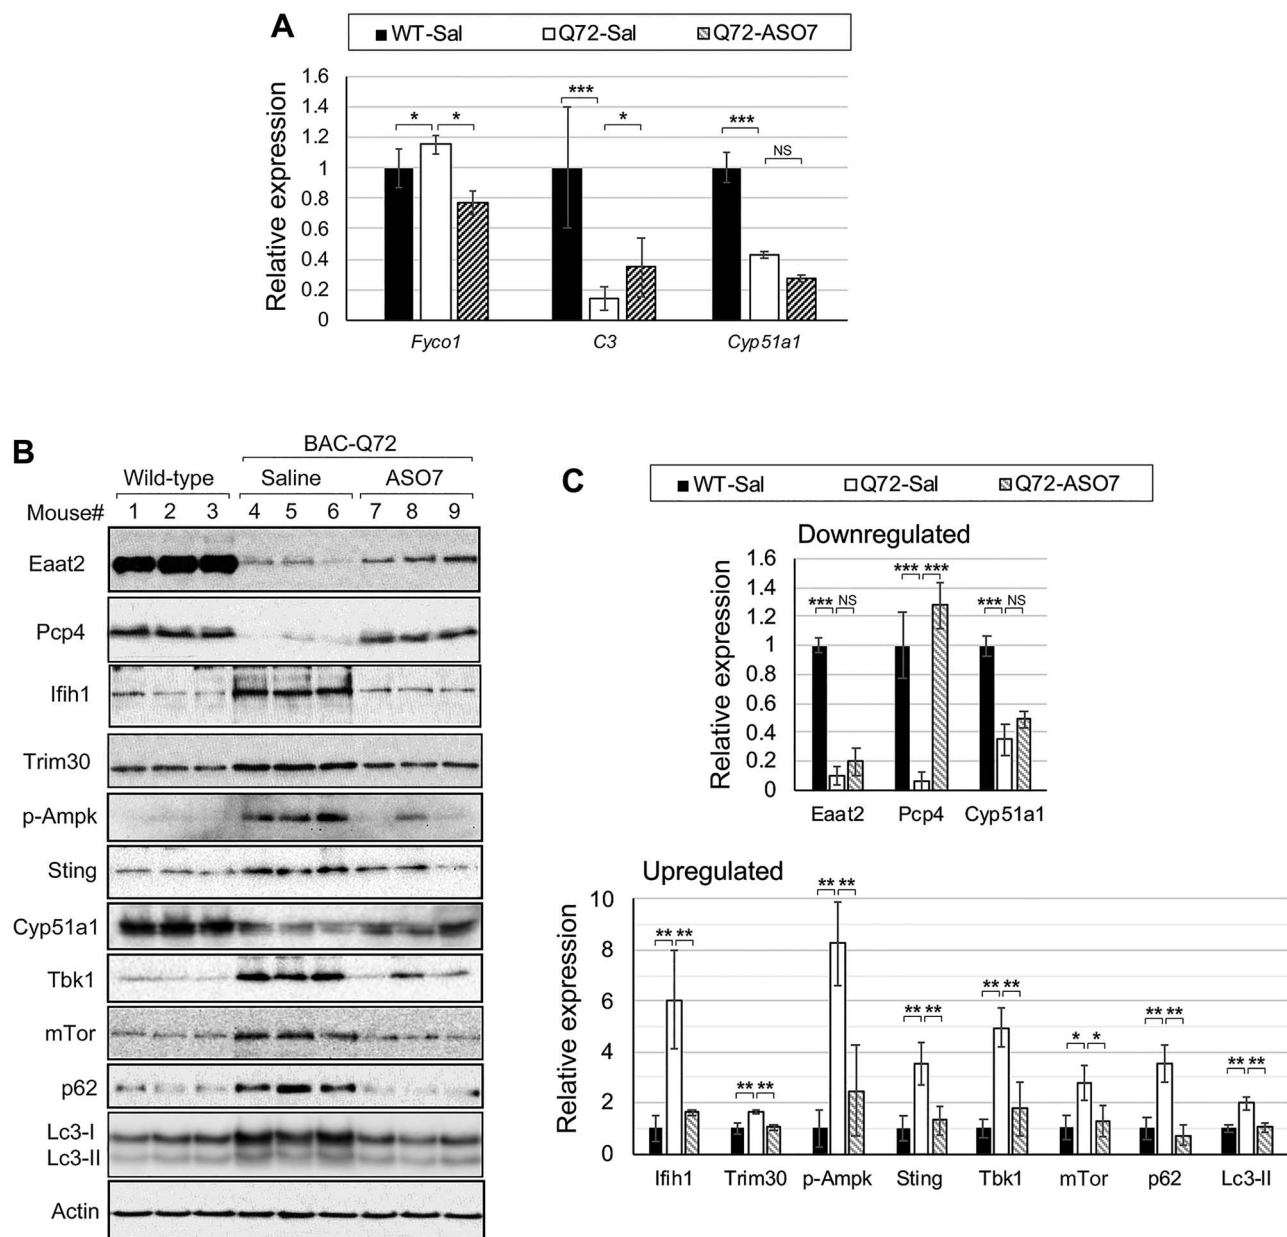 A
WT-Sal Q72-Sal Q72-ASO7
Relative expression
1.6
1.4
1.2
1
0.8
0.6
0.4
0.2
0
* * *** * *** NS
Fyco1 C3 Cyp51a1
B
BAC-Q72
Wild-type Saline ASO7
Mouse# 1 2 3 4 5 6 7 8 9
Eaat2
Pcp4
Ifih1
Trim30
p-Ampk
Sting
Cyp51a1
Tbk1
mTor
p62
Lc3-I
Lc3-II
Actin
C
WT-Sal Q72-Sal Q72-ASO7
Downregulated
Relative expression
1.6
1.4
1.2
1
0.8
0.6
0.4
0.2
0
*** NS *** *** *** NS
Eaat2 Pcp4 Cyp51a1
Upregulated
Relative expression
10
8
6
4
2
0
** ** ** ** ** ** ** ** ** ** * * ** ** ** **
Ifih1 Trim30 p-Ampk Sting Tbk1 mTor p62 Lc3-II